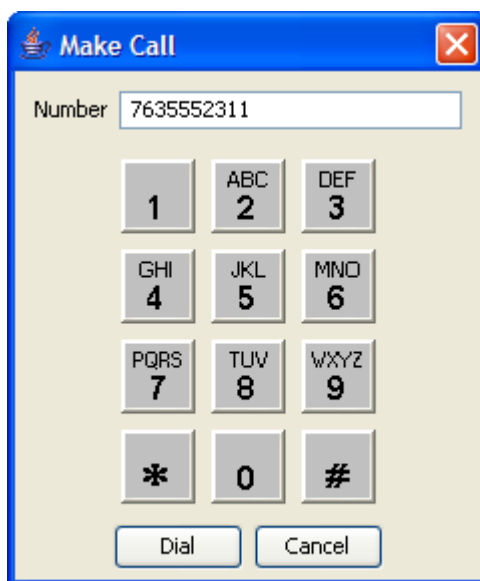 Make Call
Number 7635552311
ABC DEF
1 2 3
GHI JKL MNO
4 5 6
PQRS TUV WXYZ
7 8 9
* 0 #
Dial Cancel